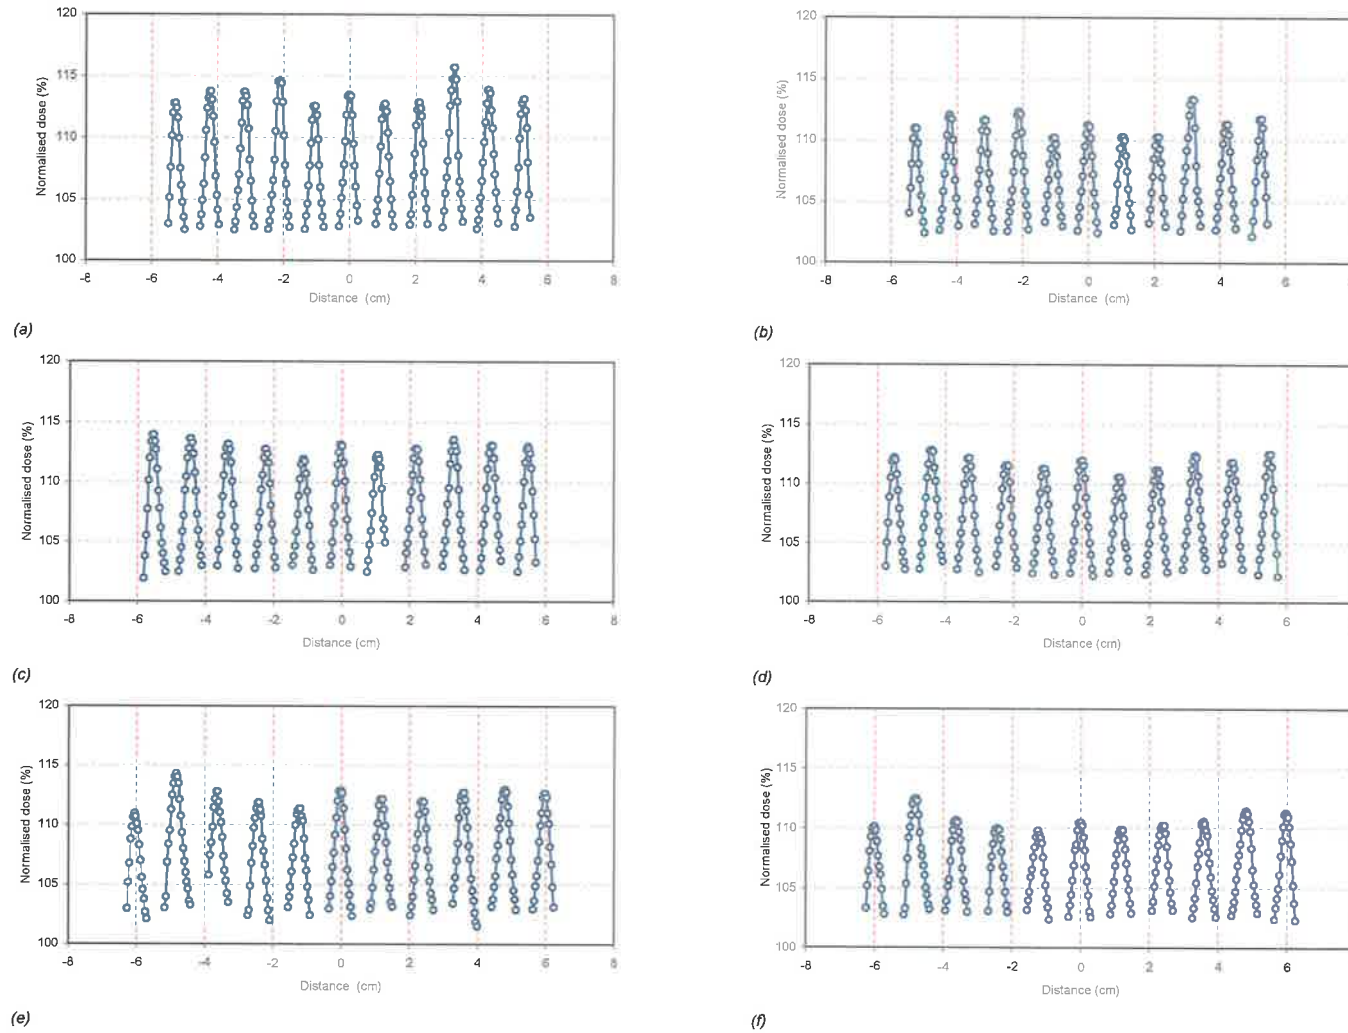 120
115
110
105
100
Normalised dose (%)
-8 -6 -4 -2 0 2 4 6 8
Distance (cm)
(a)
120
115
110
105
100
Normalised dose (%)
-8 -6 -4 -2 0 2 4 6
Distance (cm)
(b)
120
115
110
105
100
Normalised dose (%)
-8 -6 -4 -2 0 2 4 6 8
Distance (cm)
(c)
120
115
110
105
100
Normalised dose (%)
-8 -6 -4 -2 0 2 4 6
Distance (cm)
(d)
120
115
110
105
100
Normalised dose (%)
-8 -6 -4 -2 0 2 4 6 8
Distance (cm)
(e)
120
115
110
105
100
Normalised dose (%)
-8 -6 -4 -2 0 2 4 6
Distance (cm)
(f)